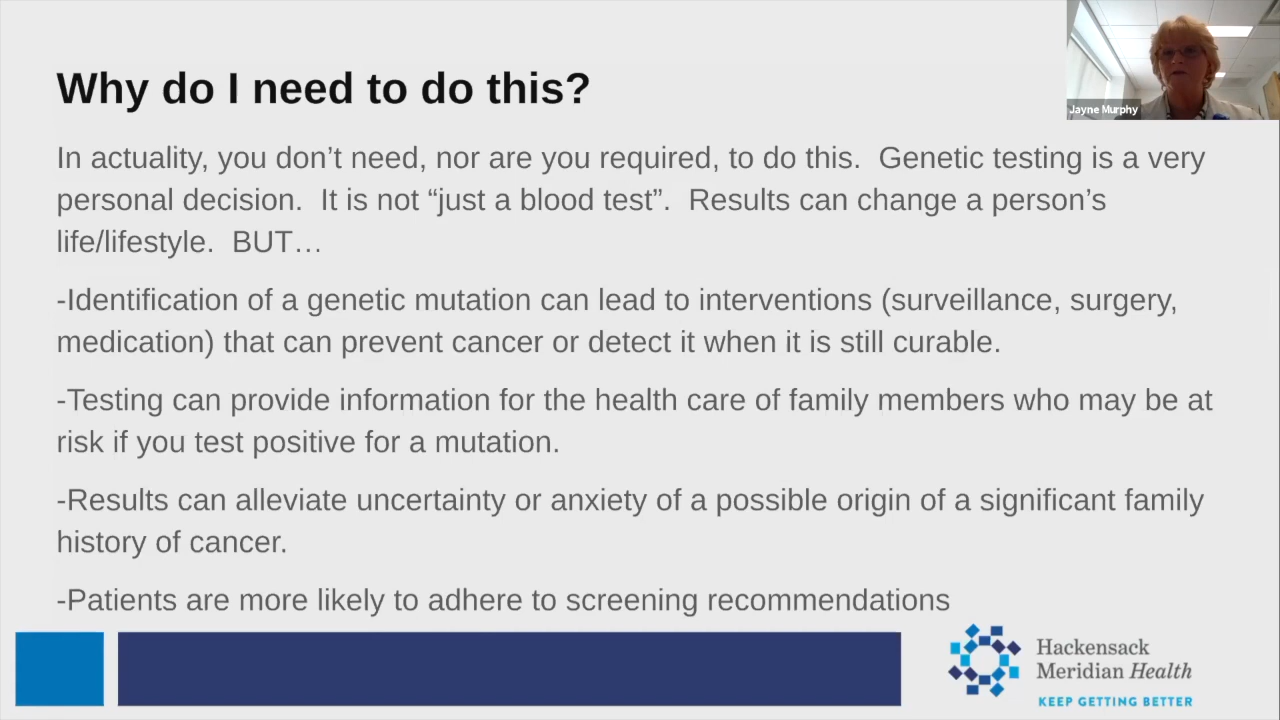 Why do I need to do this?
Jayne Murphy
In actuality, you don’t need, nor are you required, to do this.  Genetic testing is a very
personal decision.  It is not “just a blood test”.  Results can change a person’s
life/lifestyle.  BUT…
-Identification of a genetic mutation can lead to interventions (surveillance, surgery,
medication) that can prevent cancer or detect it when it is still curable.
-Testing can provide information for the health care of family members who may be at
risk if you test positive for a mutation.
-Results can alleviate uncertainty or anxiety of a possible origin of a significant family
history of cancer.
-Patients are more likely to adhere to screening recommendations
Hackensack
Meridian Health
KEEP GETTING BETTER